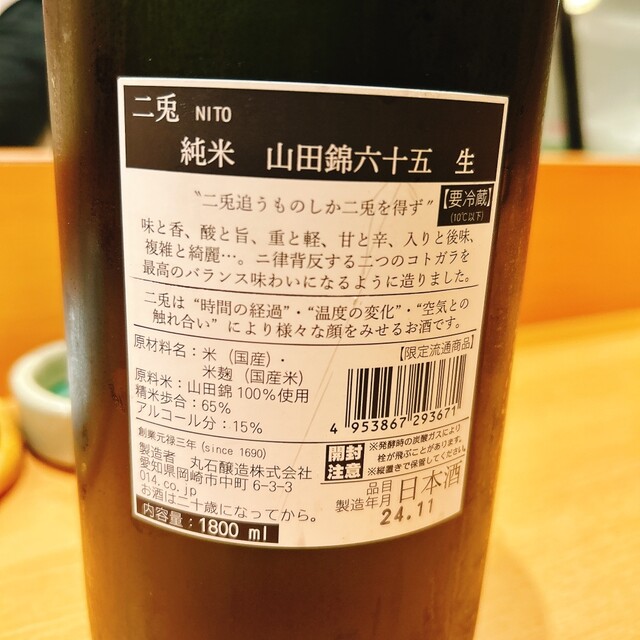 二兎 NITO
純米 山田錦六十五 生
"二兎追うものしか二兎を得ず"
【要冷蔵】
(10℃以下)
味と香、酸と旨、重と軽、甘と辛、入りと後味、
複雑と綺麗…。二律背反する二つのコトガラを
最高のバランス味わいになるように造りました。
二兎は"時間の経過"・"温度の変化"・"空気との
触れ合い"により様々な顔をみせるお酒です。
原材料名：米（国産）・
米麹（国産米）
【限定流通商品】
原料米：山田錦100%使用
精米歩合：65%
アルコール分：15%
4 953867 293671
創業元禄三年 (since 1690)
製造者 丸石醸造株式会社
愛知県岡崎市中町6-3-3
014.co.jp
お酒は二十歳になってから。
内容量：1800 ml
開封
注意
※発酵時の炭酸ガスにより
栓が飛ぶことがあります。
※縦置きで保管してください。
品目 日本酒
製造年月 24.11